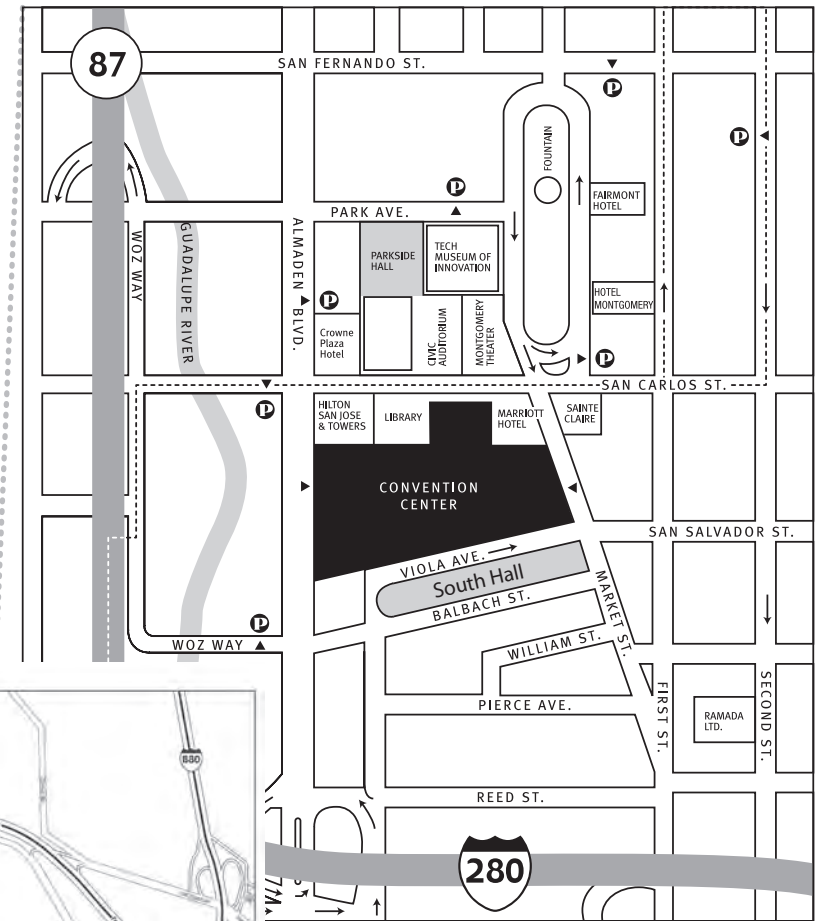 87
SAN FERNANDO ST.
P
P
FOUNTAIN
P
FAIRMONT
HOTEL
PARK AVE.
WOZ WAY
GUADALUPE RIVER
ALMADEN BLVD.
PARKSIDE
HALL
TECH
MUSEUM OF
INNOVATION
P
HOTEL
MONTGOMERY
Crowne
Plaza
Hotel
CIVIC
AUDITORIUM
MONTGOMERY
THEATER
P
SAN CARLOS ST.
P
HILTON
SAN JOSE
& TOWERS
LIBRARY
MARRIOTT
HOTEL
SAINTE
CLAIRE
CONVENTION
CENTER
SAN SALVADOR ST.
VIOLA AVE.
South Hall
BALBACH ST.
MARKET ST.
P
WOZ WAY
WILLIAM ST.
FIRST ST.
SECOND ST.
PIERCE AVE.
RAMADA
LTD.
880
REED ST.
280